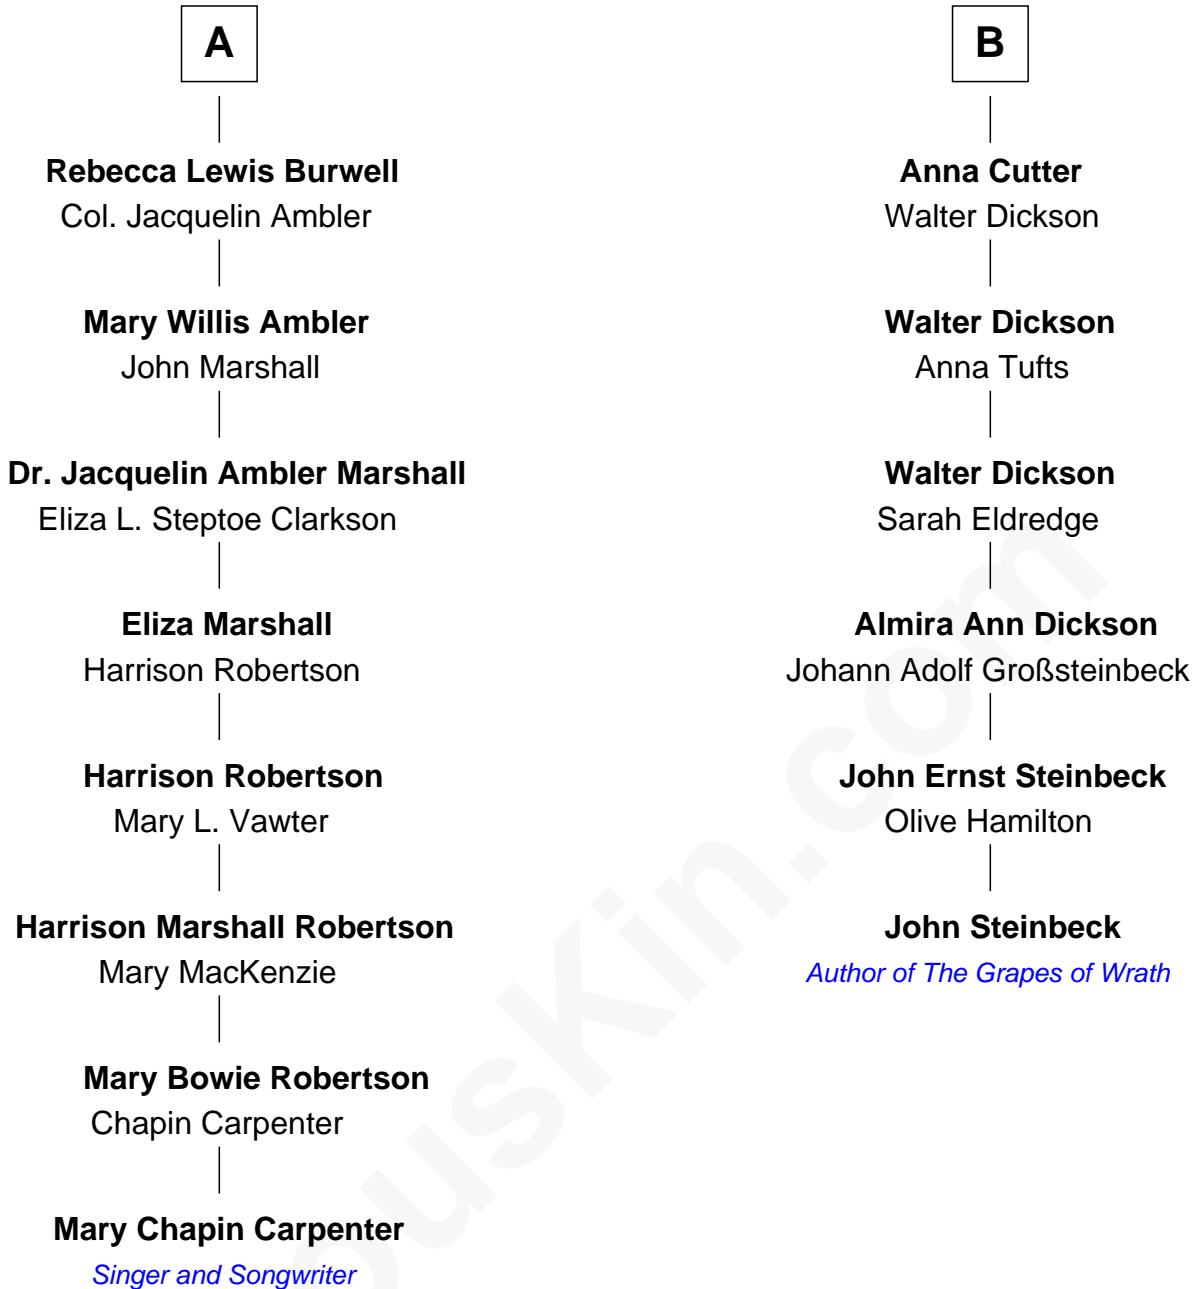 A
Rebecca Lewis Burwell
Col. Jacquelin Ambler
Mary Willis Ambler
John Marshall
Dr. Jacquelin Ambler Marshall
Eliza L. Steptoe Clarkson
Eliza Marshall
Harrison Robertson
Harrison Robertson
Mary L. Vawter
Harrison Marshall Robertson
Mary MacKenzie
Mary Bowie Robertson
Chapin Carpenter
Mary Chapin Carpenter
Singer and Songwriter
B
Anna Cutter
Walter Dickson
Walter Dickson
Anna Tufts
Walter Dickson
Sarah Eldredge
Almira Ann Dickson
Johann Adolf Großsteinbeck
John Ernst Steinbeck
Olive Hamilton
John Steinbeck
Author of The Grapes of Wrath
ousKin.com